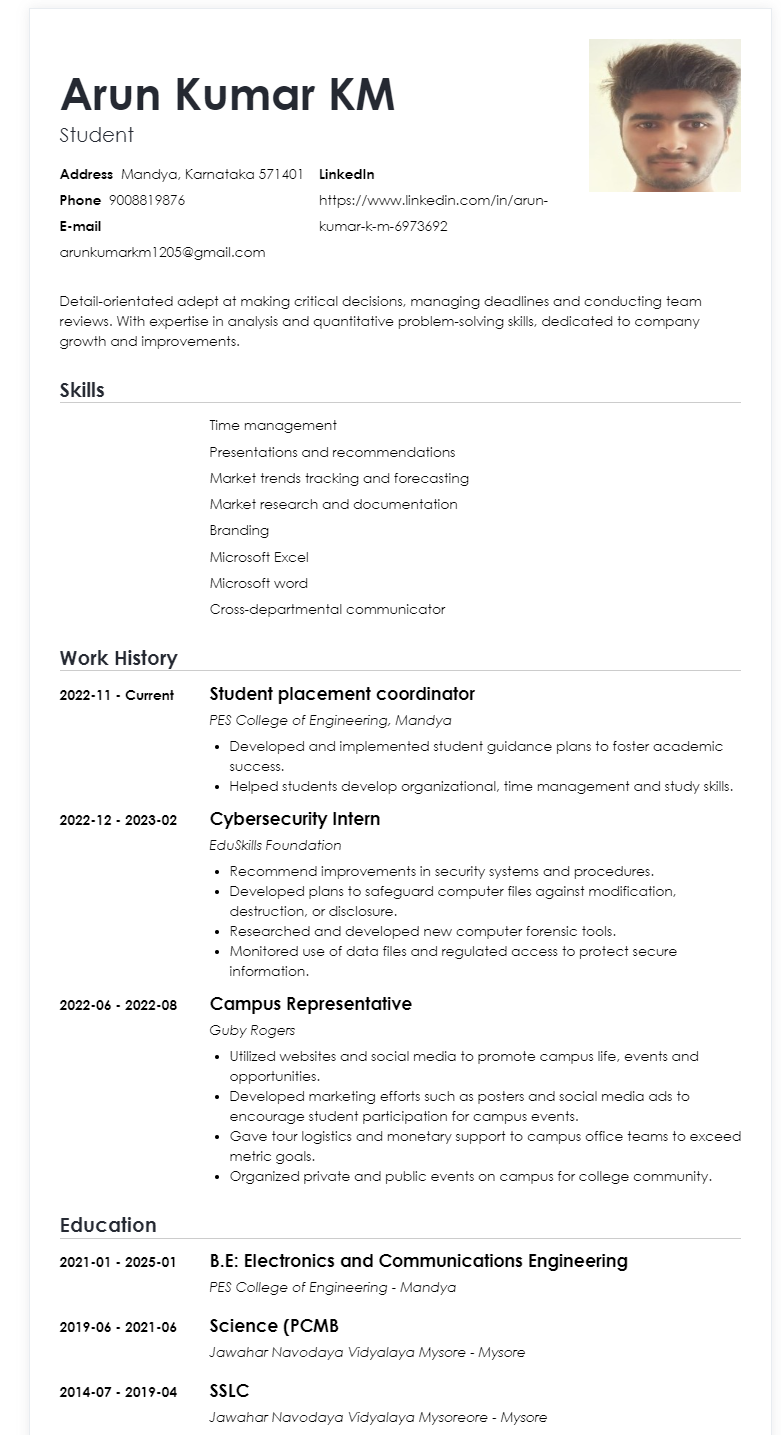 Arun Kumar KM
Student
Address Mandya, Karnataka 571401
Phone 9008819876
E-mail
arunkumarkm1205@gmail.com
LinkedIn
https://www.linkedin.com/in/arun-
kumar-k-m-6973692
Detail-orientated adept at making critical decisions, managing deadlines and conducting team
reviews. With expertise in analysis and quantitative problem-solving skills, dedicated to company
growth and improvements.
Skills
Time management
Presentations and recommendations
Market trends tracking and forecasting
Market research and documentation
Branding
Microsoft Excel
Microsoft word
Cross-departmental communicator
Work History
2022-11 - Current Student placement coordinator
PES College of Engineering, Mandya
• Developed and implemented student guidance plans to foster academic
success.
• Helped students develop organizational, time management and study skills.
2022-12 - 2023-02 Cybersecurity Intern
EduSkills Foundation
• Recommend improvements in security systems and procedures.
• Developed plans to safeguard computer files against modification,
destruction, or disclosure.
• Researched and developed new computer forensic tools.
• Monitored use of data files and regulated access to protect secure
information.
2022-06 - 2022-08 Campus Representative
Guby Rogers
• Utilized websites and social media to promote campus life, events and
opportunities.
• Developed marketing efforts such as posters and social media ads to
encourage student participation for campus events.
• Gave tour logistics and monetary support to campus office teams to exceed
metric goals.
• Organized private and public events on campus for college community.
Education
2021-01 - 2025-01 B.E: Electronics and Communications Engineering
PES College of Engineering - Mandya
2019-06 - 2021-06 Science (PCMB
Jawahar Navodaya Vidyalaya Mysore - Mysore
2014-07 - 2019-04 SSLC
Jawahar Navodaya Vidyalaya Mysoreore - Mysore